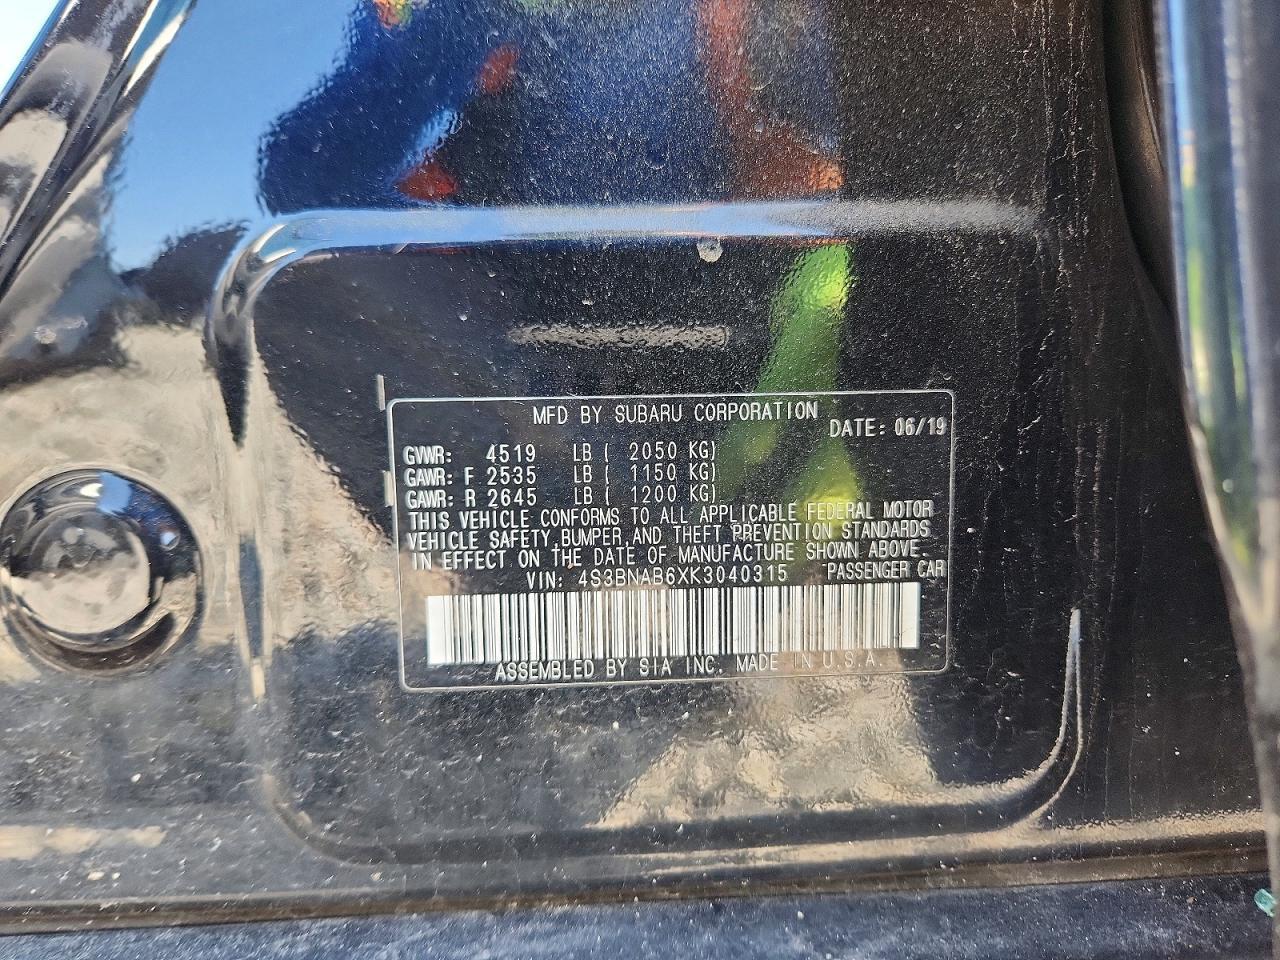 MFD BY SUBARU CORPORATION
DATE: 06/19
GVWR: 4519 LB ( 2050 KG)
GAWR: F 2535 LB ( 1150 KG)
GAWR: R 2645 LB ( 1200 KG)
THIS VEHICLE CONFORMS TO ALL APPLICABLE FEDERAL MOTOR
VEHICLE SAFETY,BUMPER,AND THEFT PREVENTION STANDARDS
IN EFFECT ON THE DATE OF MANUFACTURE SHOWN ABOVE.
VIN: 4S3BNAB6XK3040315 PASSENGER CAR
ASSEMBLED BY SIA INC. MADE IN U.S.A.